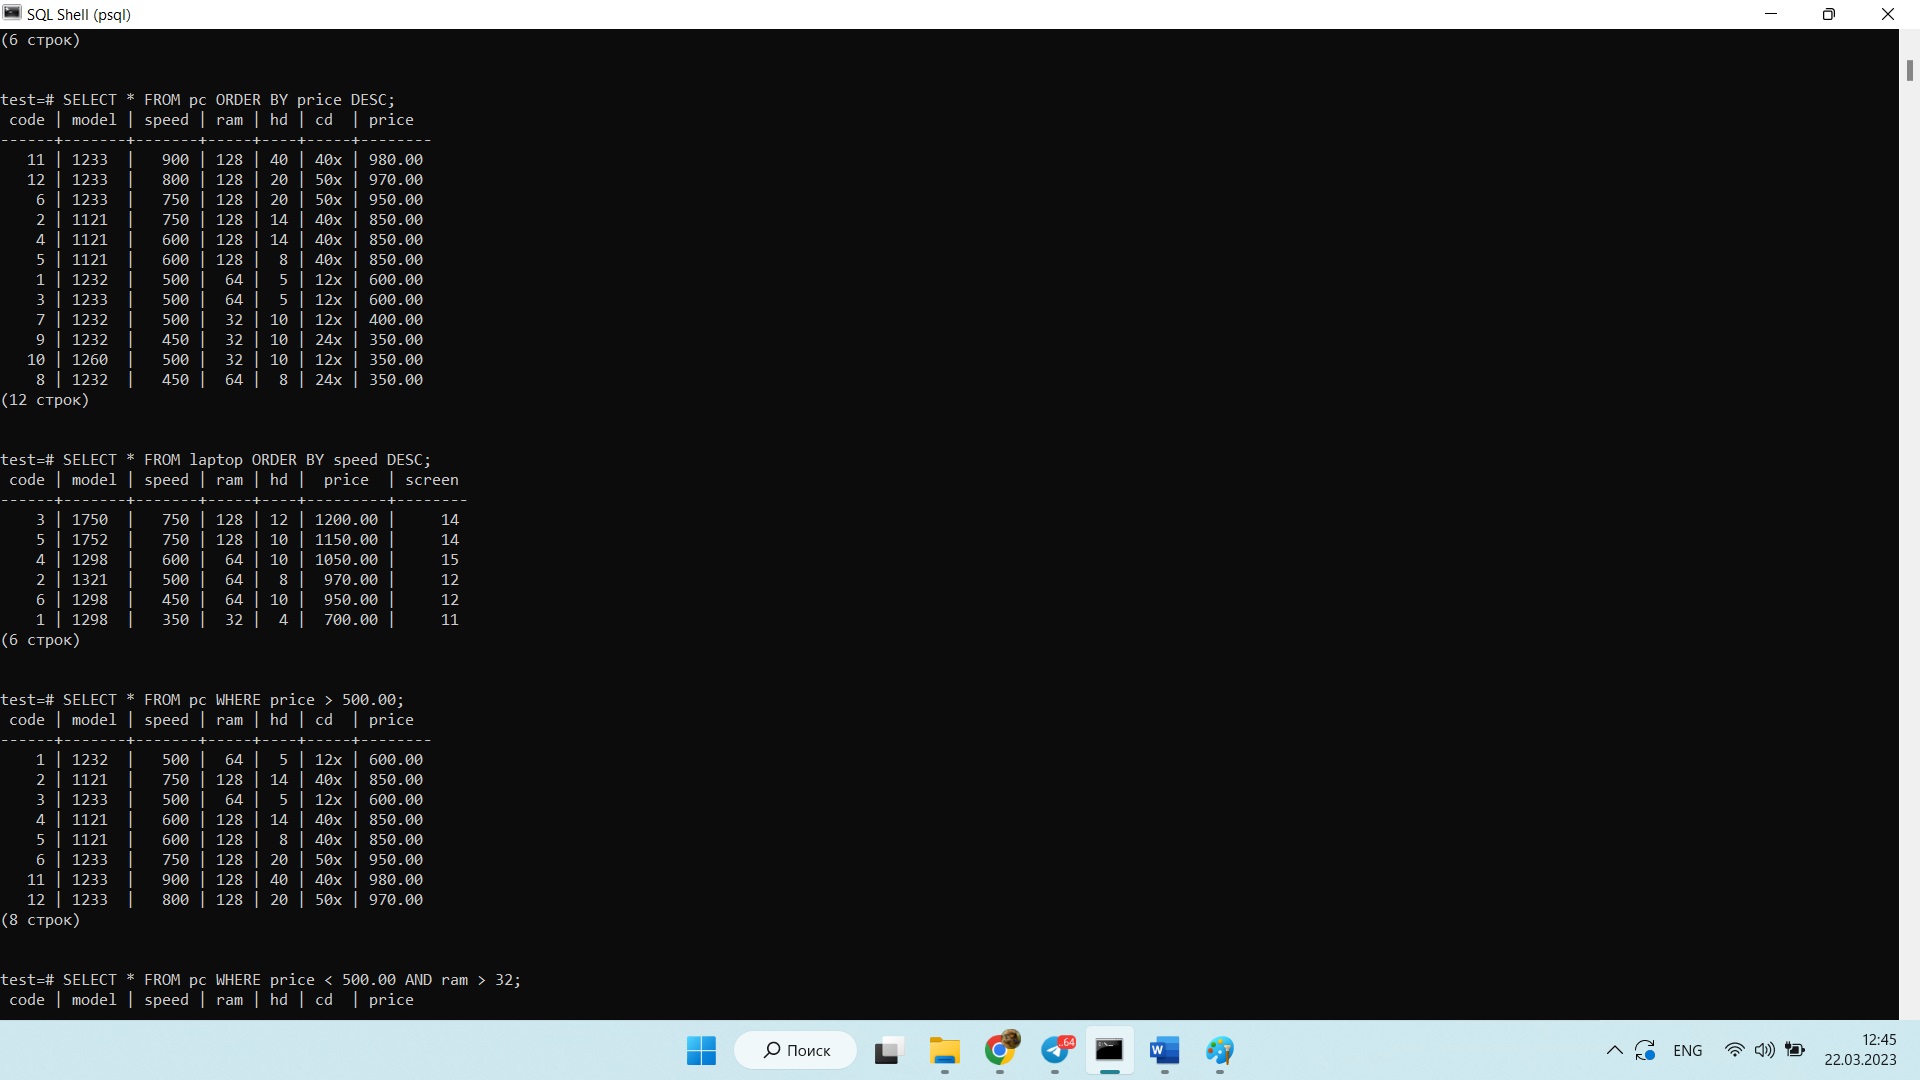 SQL Shell (psql)
(6 строк)
test=# SELECT * FROM pc ORDER BY price DESC;
 code | model | speed | ram | hd | cd  | price
------+-------+-------+-----+----+-----+--------
   11 | 1233  |   900 | 128 | 40 | 40x | 980.00
   12 | 1233  |   800 | 128 | 20 | 50x | 970.00
    6 | 1233  |   750 | 128 | 20 | 50x | 950.00
    2 | 1121  |   750 | 128 | 14 | 40x | 850.00
    4 | 1121  |   600 | 128 | 14 | 40x | 850.00
    5 | 1121  |   600 | 128 |  8 | 40x | 850.00
    1 | 1232  |   500 |  64 |  5 | 12x | 600.00
    3 | 1233  |   500 |  64 |  5 | 12x | 600.00
    7 | 1232  |   500 |  32 | 10 | 12x | 400.00
    9 | 1232  |   450 |  32 | 10 | 24x | 350.00
   10 | 1260  |   500 |  32 | 10 | 12x | 350.00
    8 | 1232  |   450 |  64 |  8 | 24x | 350.00
(12 строк)
test=# SELECT * FROM laptop ORDER BY speed DESC;
 code | model | speed | ram | hd |  price  | screen
------+-------+-------+-----+----+---------+--------
    3 | 1750  |   750 | 128 | 12 | 1200.00 |     14
    5 | 1752  |   750 | 128 | 10 | 1150.00 |     14
    4 | 1298  |   600 |  64 | 10 | 1050.00 |     15
    2 | 1321  |   500 |  64 |  8 |  970.00 |     12
    6 | 1298  |   450 |  64 | 10 |  950.00 |     12
    1 | 1298  |   350 |  32 |  4 |  700.00 |     11
(6 строк)
test=# SELECT * FROM pc WHERE price > 500.00;
 code | model | speed | ram | hd | cd  | price
------+-------+-------+-----+----+-----+--------
    1 | 1232  |   500 |  64 |  5 | 12x | 600.00
    2 | 1121  |   750 | 128 | 14 | 40x | 850.00
    3 | 1233  |   500 |  64 |  5 | 12x | 600.00
    4 | 1121  |   600 | 128 | 14 | 40x | 850.00
    5 | 1121  |   600 | 128 |  8 | 40x | 850.00
    6 | 1233  |   750 | 128 | 20 | 50x | 950.00
   11 | 1233  |   900 | 128 | 40 | 40x | 980.00
   12 | 1233  |   800 | 128 | 20 | 50x | 970.00
(8 строк)
test=# SELECT * FROM pc WHERE price < 500.00 AND ram > 32;
 code | model | speed | ram | hd | cd  | price
Поиск
..64
W
ENG
12:45
22.03.2023